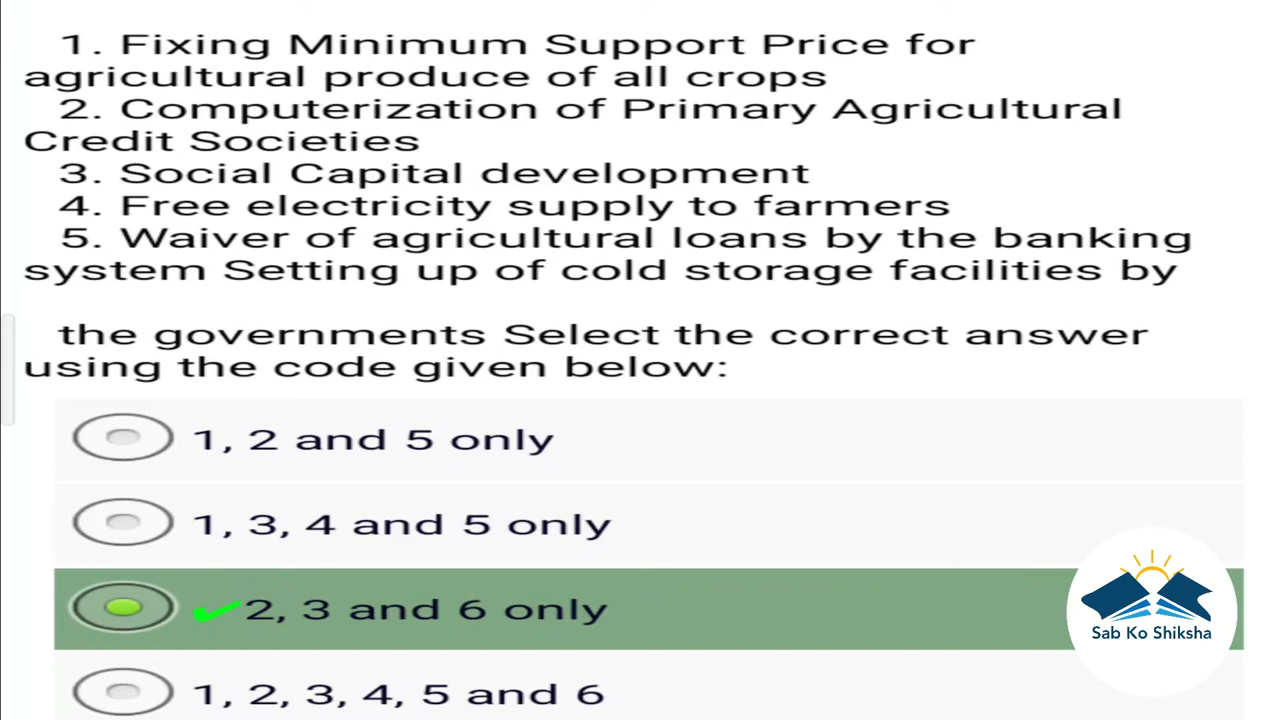 1. Fixing Minimum Support Price for
agricultural produce of all crops
2. Computerization of Primary Agricultural
Credit Societies
3. Social Capital development
4. Free electricity supply to farmers
5. Waiver of agricultural loans by the banking
system Setting up of cold storage facilities by
the governments Select the correct answer
using the code given below:
1, 2 and 5 only
1, 3, 4 and 5 only
2, 3 and 6 only
Sab Ko Shiksha
1, 2, 3, 4, 5 and 6